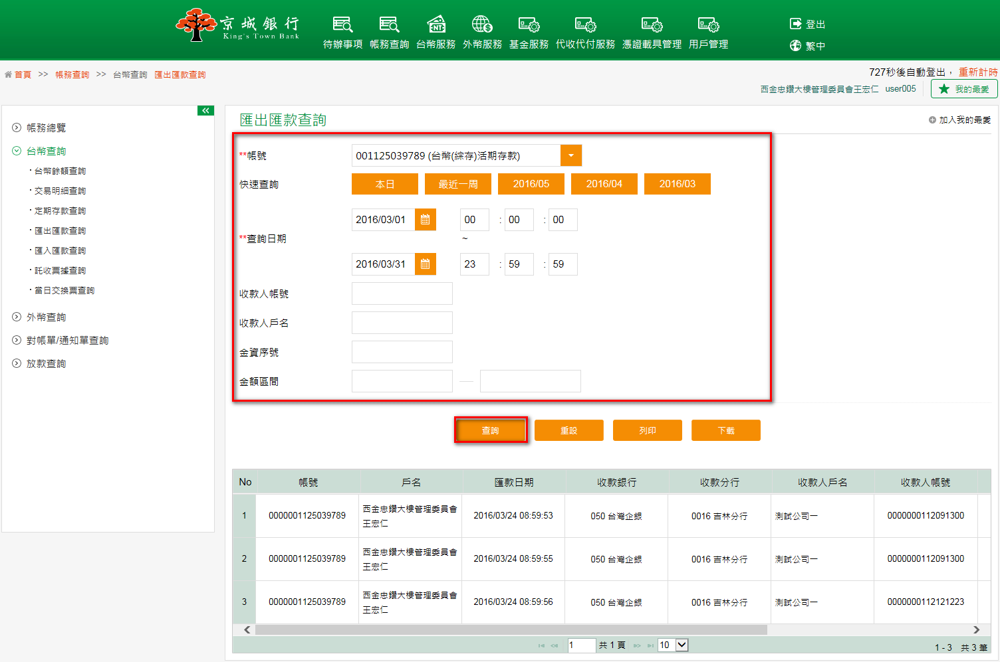 京城銀行
King's Town Bank
待辦事項 帳務查詢 台幣服務 外幣服務 基金服務 代收代付服務 憑證載具管理 用戶管理
登出
繁中
首頁 >> 帳務查詢 >> 台幣查詢 匯出匯款查詢
727秒後自動登出， 重新計時
西金忠鑽大樓管理委員會王宏仁 user005 我的最愛
帳務總覽
台幣查詢
台幣餘額查詢
交易明細查詢
定期存款查詢
匯出匯款查詢
匯入匯款查詢
託收票據查詢
當日交換票查詢
外幣查詢
對帳單/通知單查詢
放款查詢
匯出匯款查詢
加入我的最愛
**帳號 001125039789 (台幣(綜存)活期存款)
快速查詢 本日 最近一周 2016/05 2016/04 2016/03
2016/03/01 00 : 00 : 00
**查詢日期 ~
2016/03/31 23 : 59 : 59
收款人帳號
收款人戶名
金資序號
金額區間 —
查詢 重設 列印 下載
No 帳號 戶名 匯款日期 收款銀行 收款分行 收款人戶名 收款人帳號
1 0000001125039789 西金忠鑽大樓管理委員會王宏仁 2016/03/24 08:59:53 050 台灣企銀 0016 吉林分行 測試公司一 0000000112091300
2 0000001125039789 西金忠鑽大樓管理委員會王宏仁 2016/03/24 08:59:55 050 台灣企銀 0016 吉林分行 測試公司一 0000000112091300
3 0000001125039789 西金忠鑽大樓管理委員會王宏仁 2016/03/24 08:59:56 050 台灣企銀 0016 吉林分行 測試公司一 0000000112121223
1 共 1 頁 10
1 - 3 共 3 筆